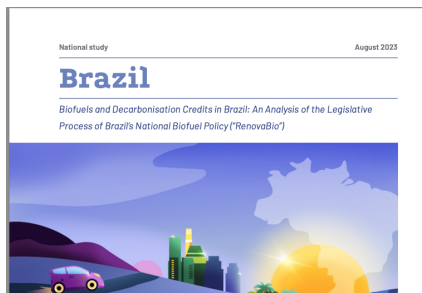 National study August 2023
Brazil
Biofuels and Decarbonisation Credits in Brazil: An Analysis of the Legislative
Process of Brazil's National Biofuel Policy ("RenovaBio")